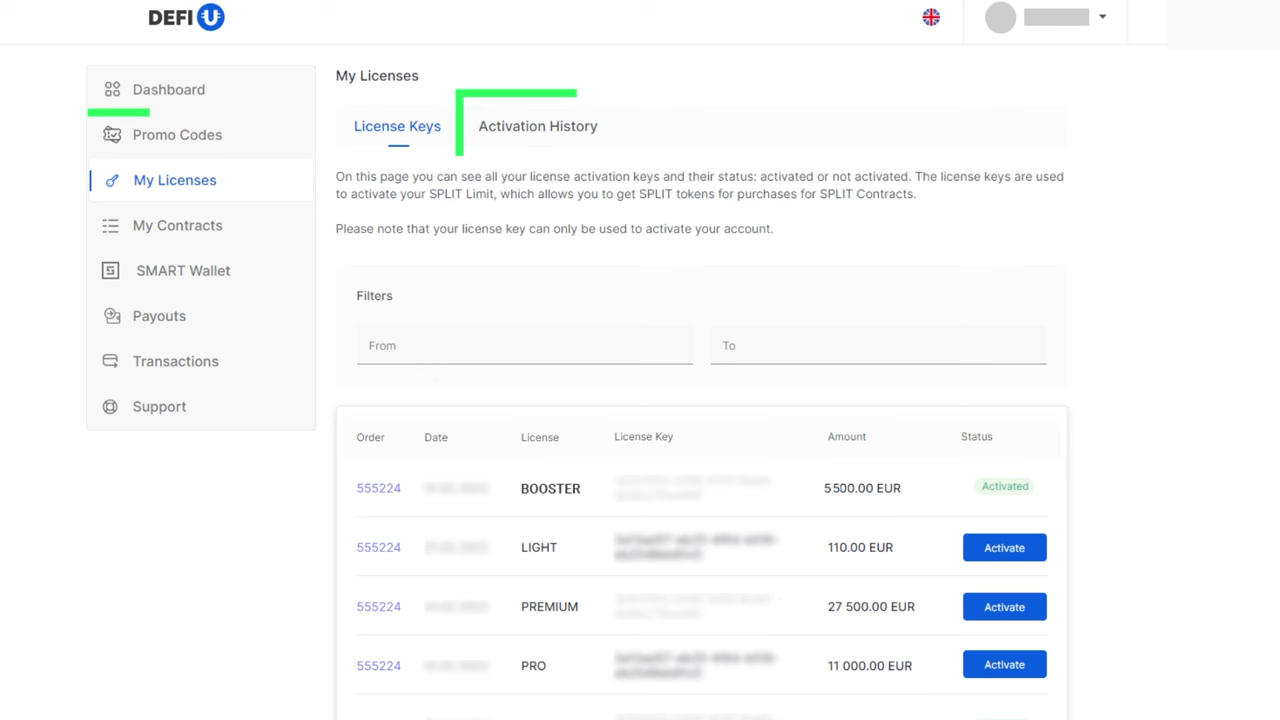 DEFI U
Dashboard
Promo Codes
My Licenses
My Contracts
SMART Wallet
Payouts
Transactions
Support
My Licenses
License Keys
Activation History
On this page you can see all your license activation keys and their status: activated or not activated. The license keys are used
to activate your SPLIT Limit, which allows you to get SPLIT tokens for purchases for SPLIT Contracts.
Please note that your license key can only be used to activate your account.
Filters
From
To
Order Date License License Key Amount Status
555224 BOOSTER 5500.00 EUR Activated
555224 LIGHT 110.00 EUR Activate
555224 PREMIUM 27 500.00 EUR Activate
555224 PRO 11 000.00 EUR Activate